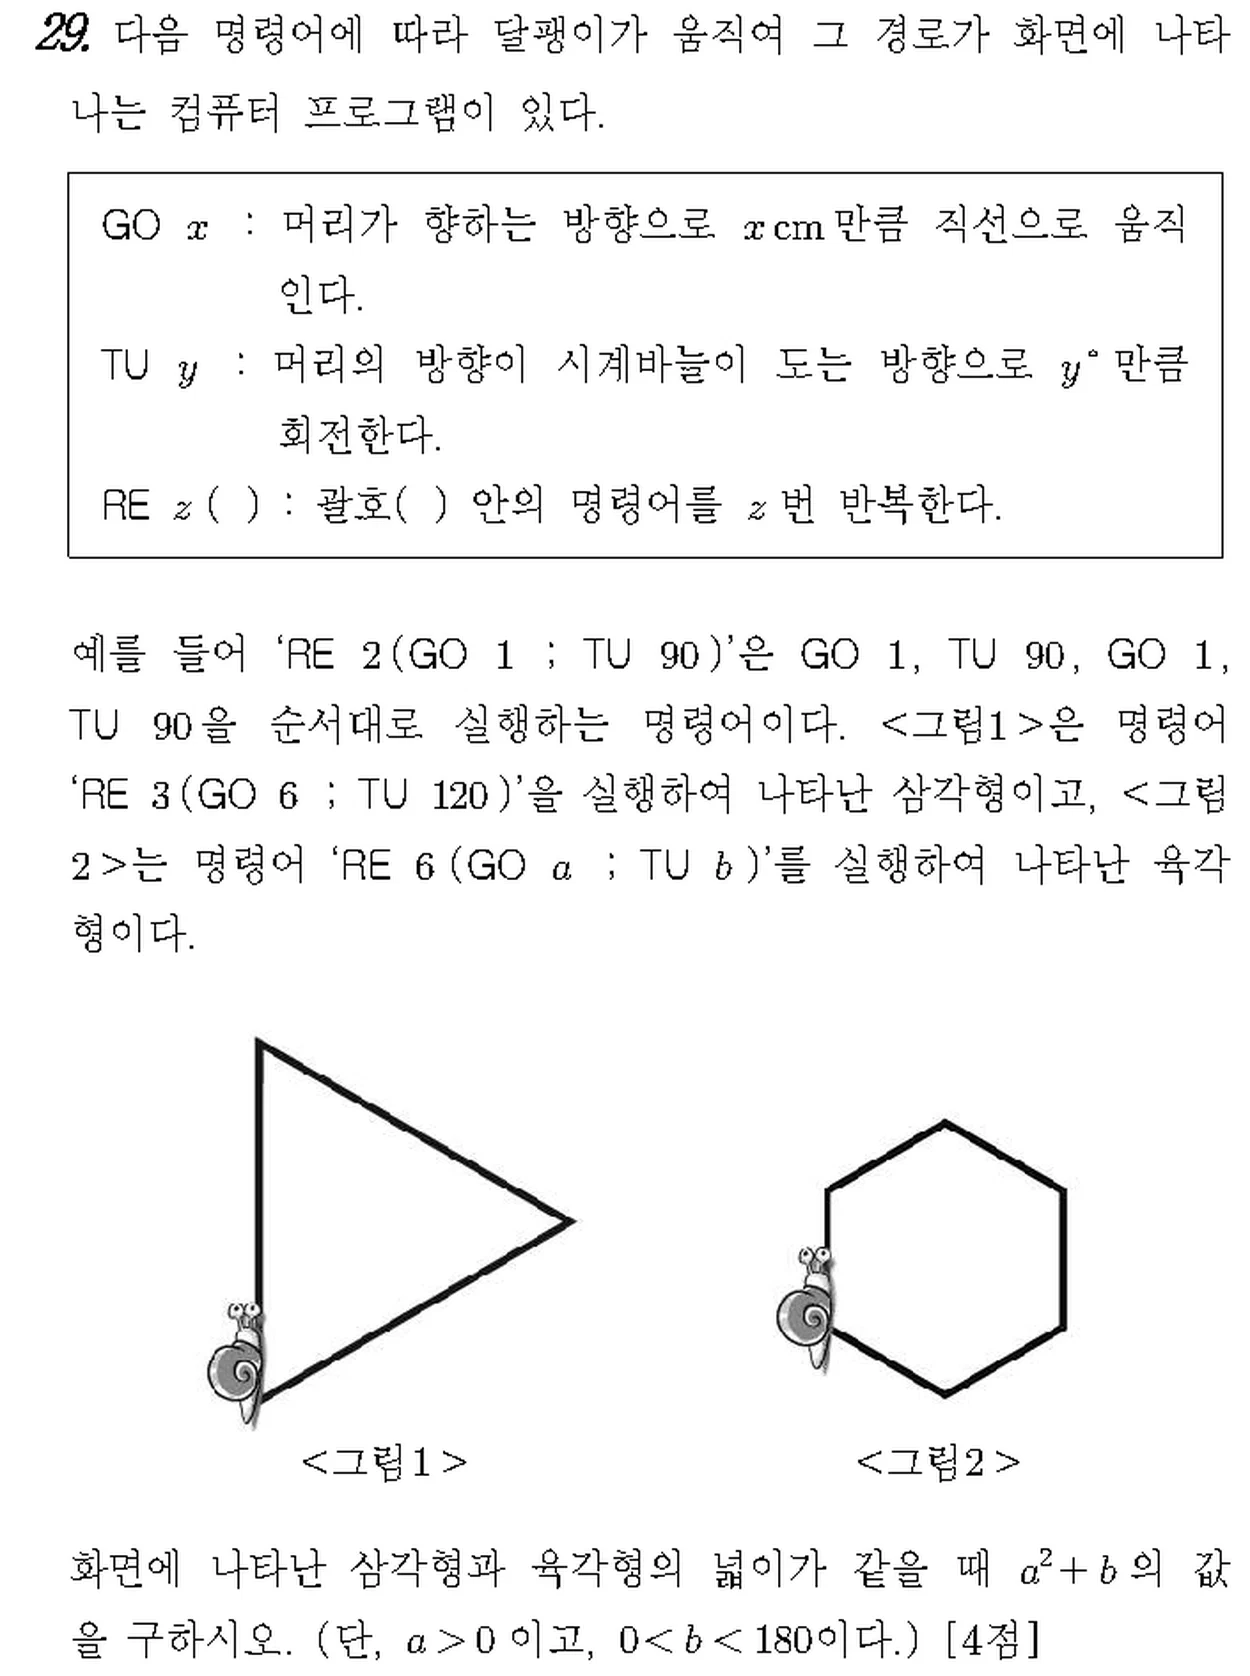 29. 다음 명령어에 따라 달팽이가 움직여 그 경로가 화면에 나타
나는 컴퓨터 프로그램이 있다.
GO x : 머리가 향하는 방향으로 x cm만큼 직선으로 움직
인다.
TU y : 머리의 방향이 시계바늘이 도는 방향으로 y°만큼
회전한다.
RE z ( ) : 괄호( ) 안의 명령어를 z 번 반복한다.
예를 들어 ‘RE 2(GO 1 ; TU 90)’은 GO 1, TU 90, GO 1,
TU 90을 순서대로 실행하는 명령어이다. <그림1>은 명령어
‘RE 3(GO 6 ; TU 120)’을 실행하여 나타난 삼각형이고, <그림
2>는 명령어 ‘RE 6(GO a ; TU b)’를 실행하여 나타난 육각
형이다.
<그림1>
<그림2>
화면에 나타난 삼각형과 육각형의 넓이가 같을 때 a²+b의 값
을 구하시오. (단, a>0이고, 0<b<180이다.) [4점]